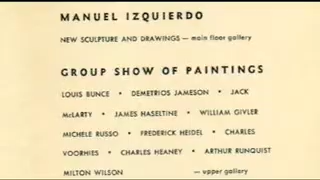 MANUEL IZQUIERDO
NEW SCULPTURE AND DRAWINGS — main floor gallery
GROUP SHOW OF PAINTINGS
LOUIS BUNCE • DEMETRIOS JAMESON • JACK
McLARTY • JAMES HASELTINE • WILLIAM GIVLER
MICHELE RUSSO • FREDERICK HEIDEL • CHARLES
VOORHIES • CHARLES HEANEY • ARTHUR RUNQUIST
MILTON WILSON — upper gallery